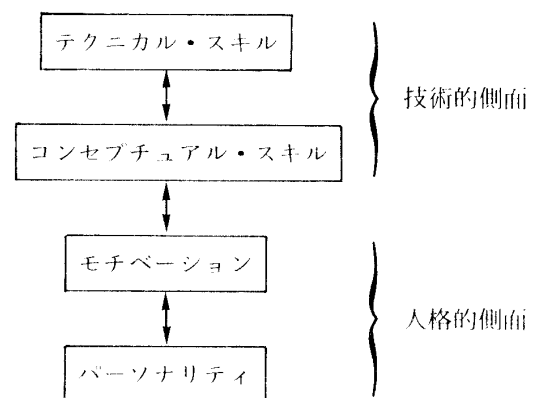 テクニカル・スキル
コンセプチュアル・スキル
技術的側面
モチベーション
人格的側面
パーソナリティ